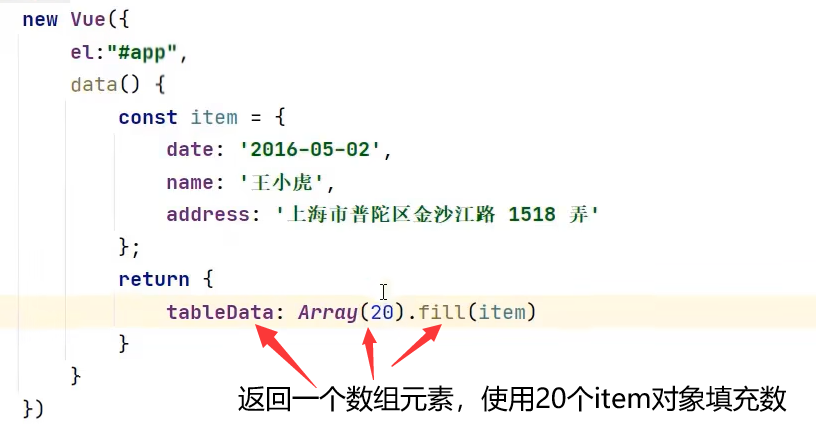 new Vue({
el:"#app",
data() {
const item = {
date: '2016-05-02',
name: '王小虎',
address: '上海市普陀区金沙江路 1518 弄'
};
return {
tableData: Array(20).fill(item)
}
}
})
返回一个数组元素，使用20个item对象填充数